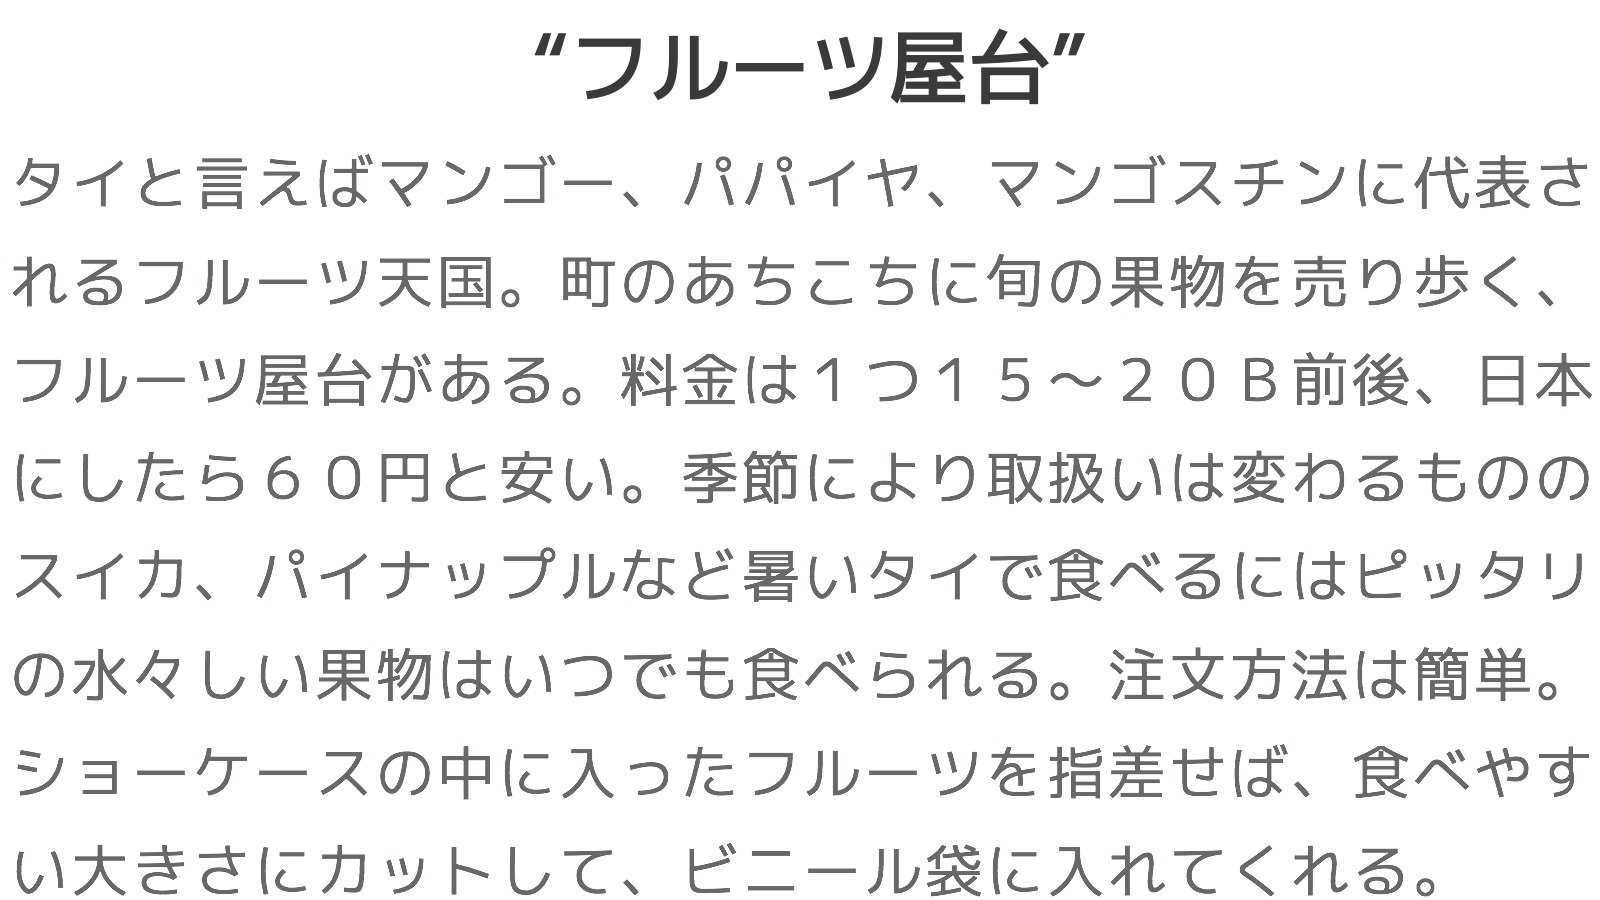 “フルーツ屋台”
タイと言えばマンゴー、パパイヤ、マンゴスチンに代表さ
れるフルーツ天国。町のあちこちに旬の果物を売り歩く、
フルーツ屋台がある。料金は１つ１５～２０Ｂ前後、日本
にしたら６０円と安い。季節により取扱いは変わるものの
スイカ、パイナップルなど暑いタイで食べるにはピッタリ
の水々しい果物はいつでも食べられる。注文方法は簡単。
ショーケースの中に入ったフルーツを指差せば、食べやす
い大きさにカットして、ビニール袋に入れてくれる。